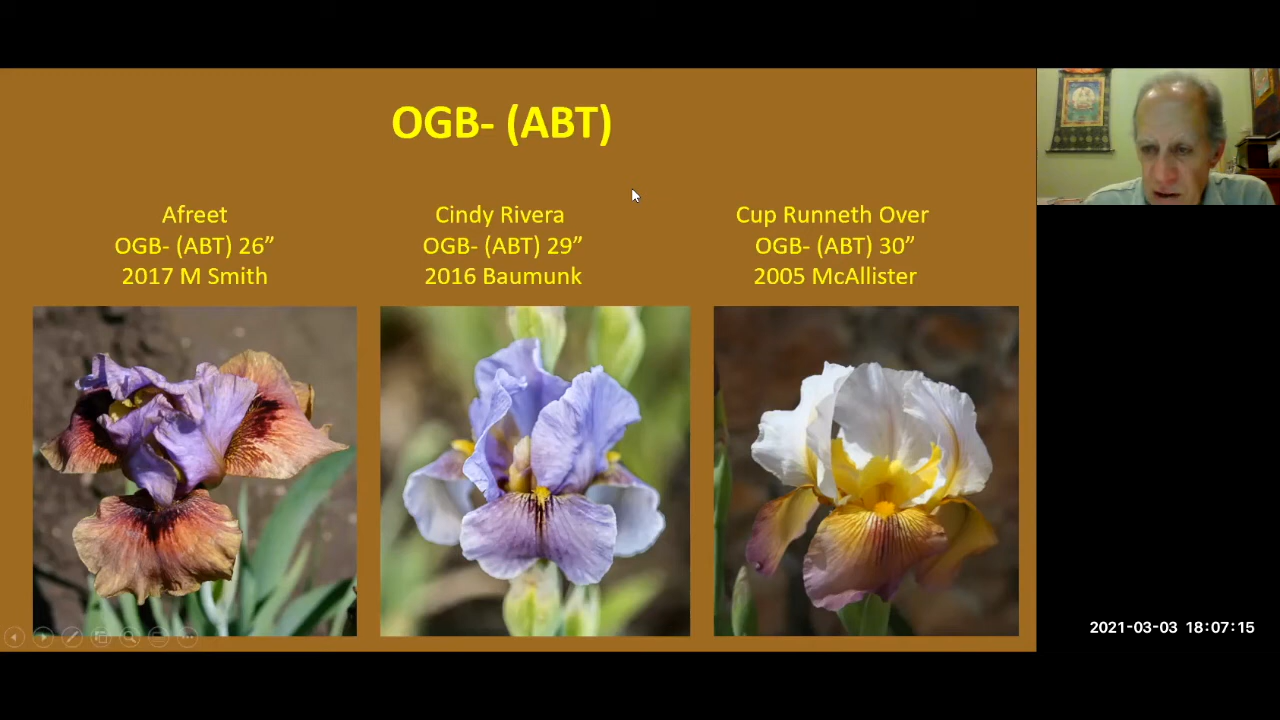 OGB- (ABT)
Afreet
OGB- (ABT) 26”
2017 M Smith
Cindy Rivera
OGB- (ABT) 29”
2016 Baumunk
Cup Runneth Over
OGB- (ABT) 30”
2005 McAllister
2021-03-03 18:07:15